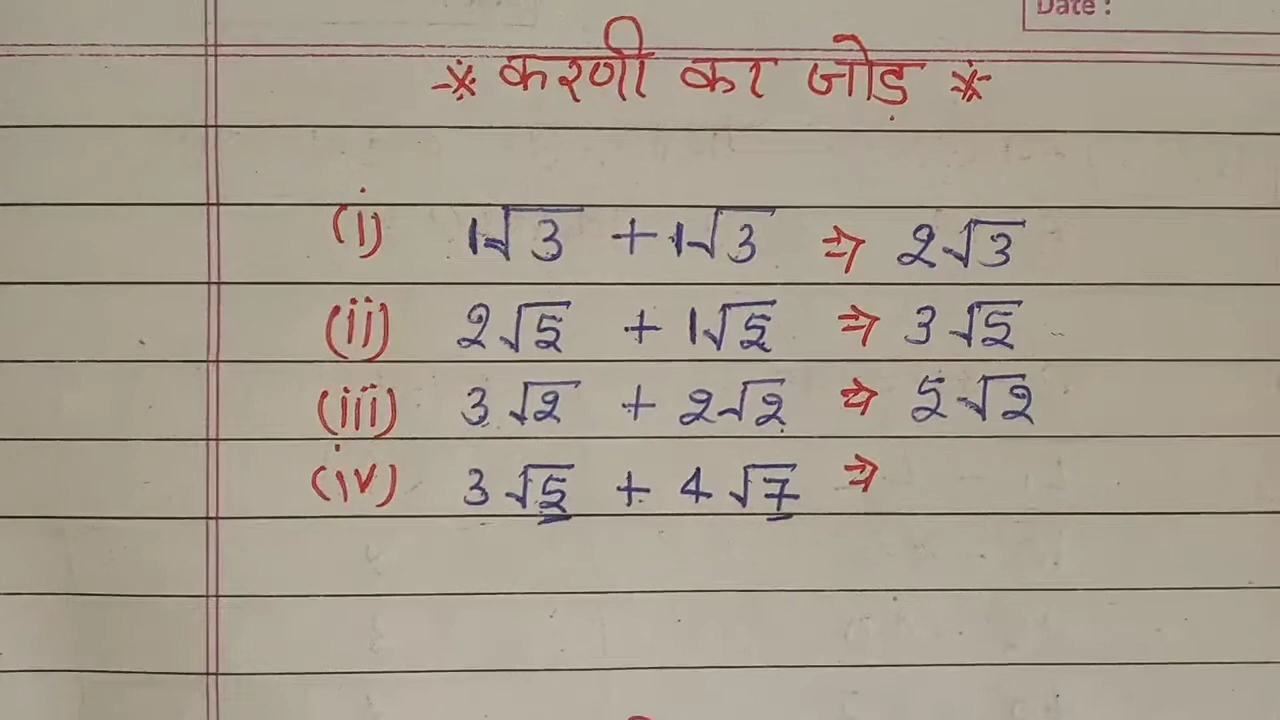 Date :
* करणी का जोड़ *
(i) 1√3 + 1√3 ⇒ 2√3
(ii) 2√5 + 1√5 ⇒ 3√5
(iii) 3√2 + 2√2 ⇒ 5√2
(iv) 3√5 + 4√7 ⇒